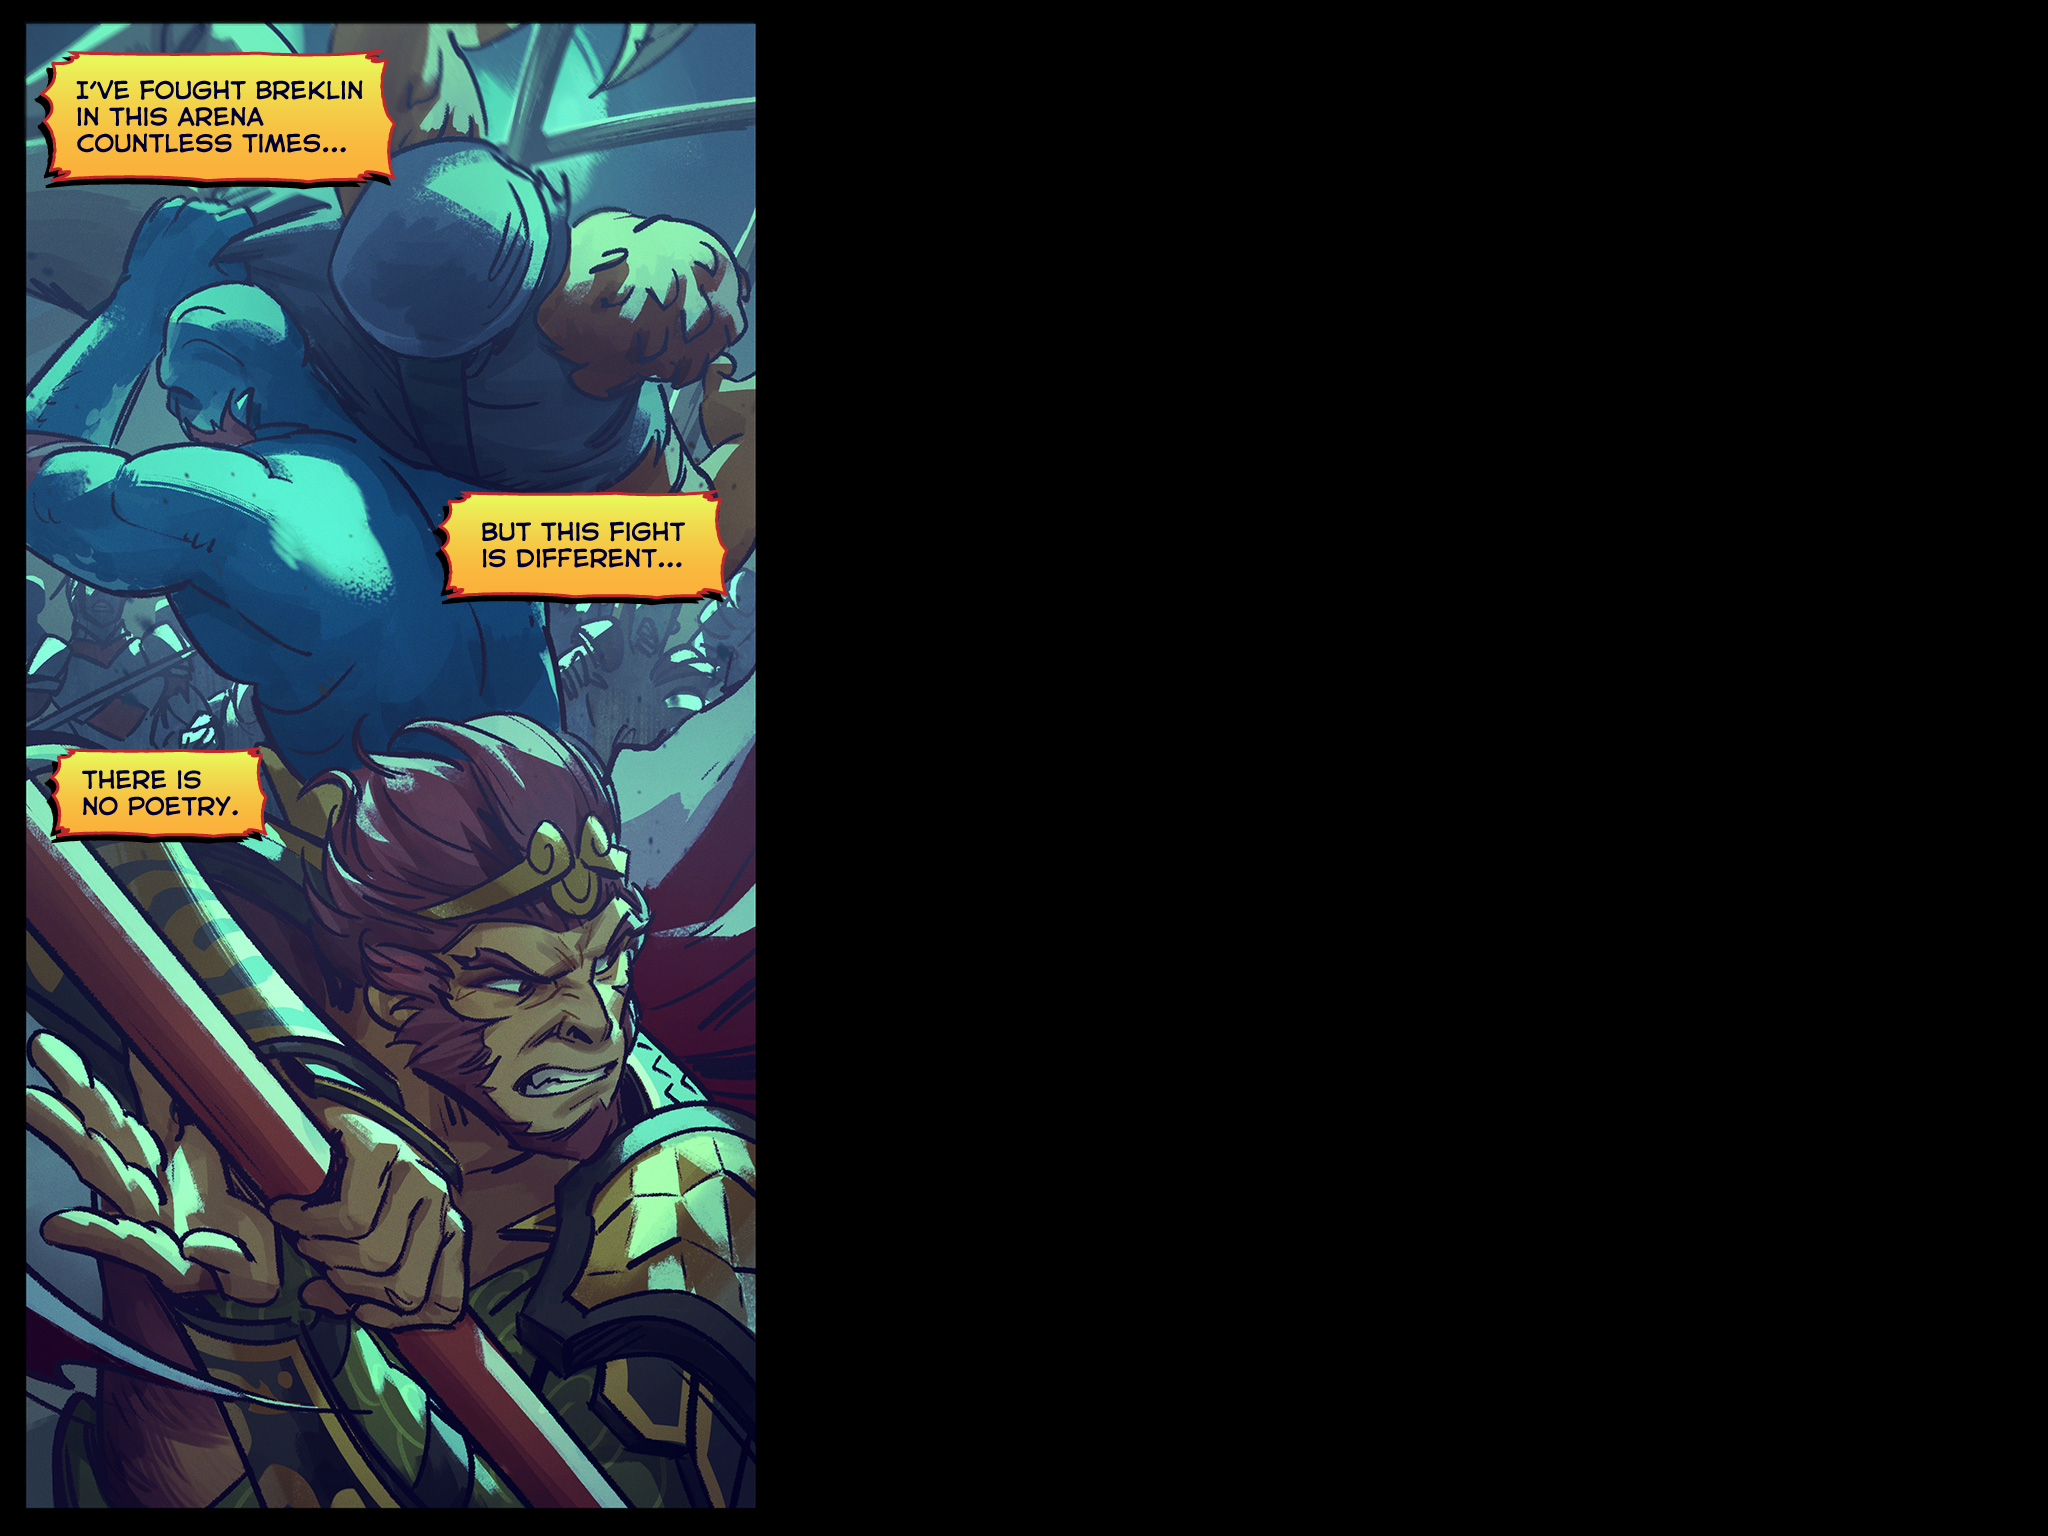 I'VE FOUGHT BREKLIN
IN THIS ARENA
COUNTLESS TIMES...
BUT THIS FIGHT
IS DIFFERENT...
THERE IS
NO POETRY.